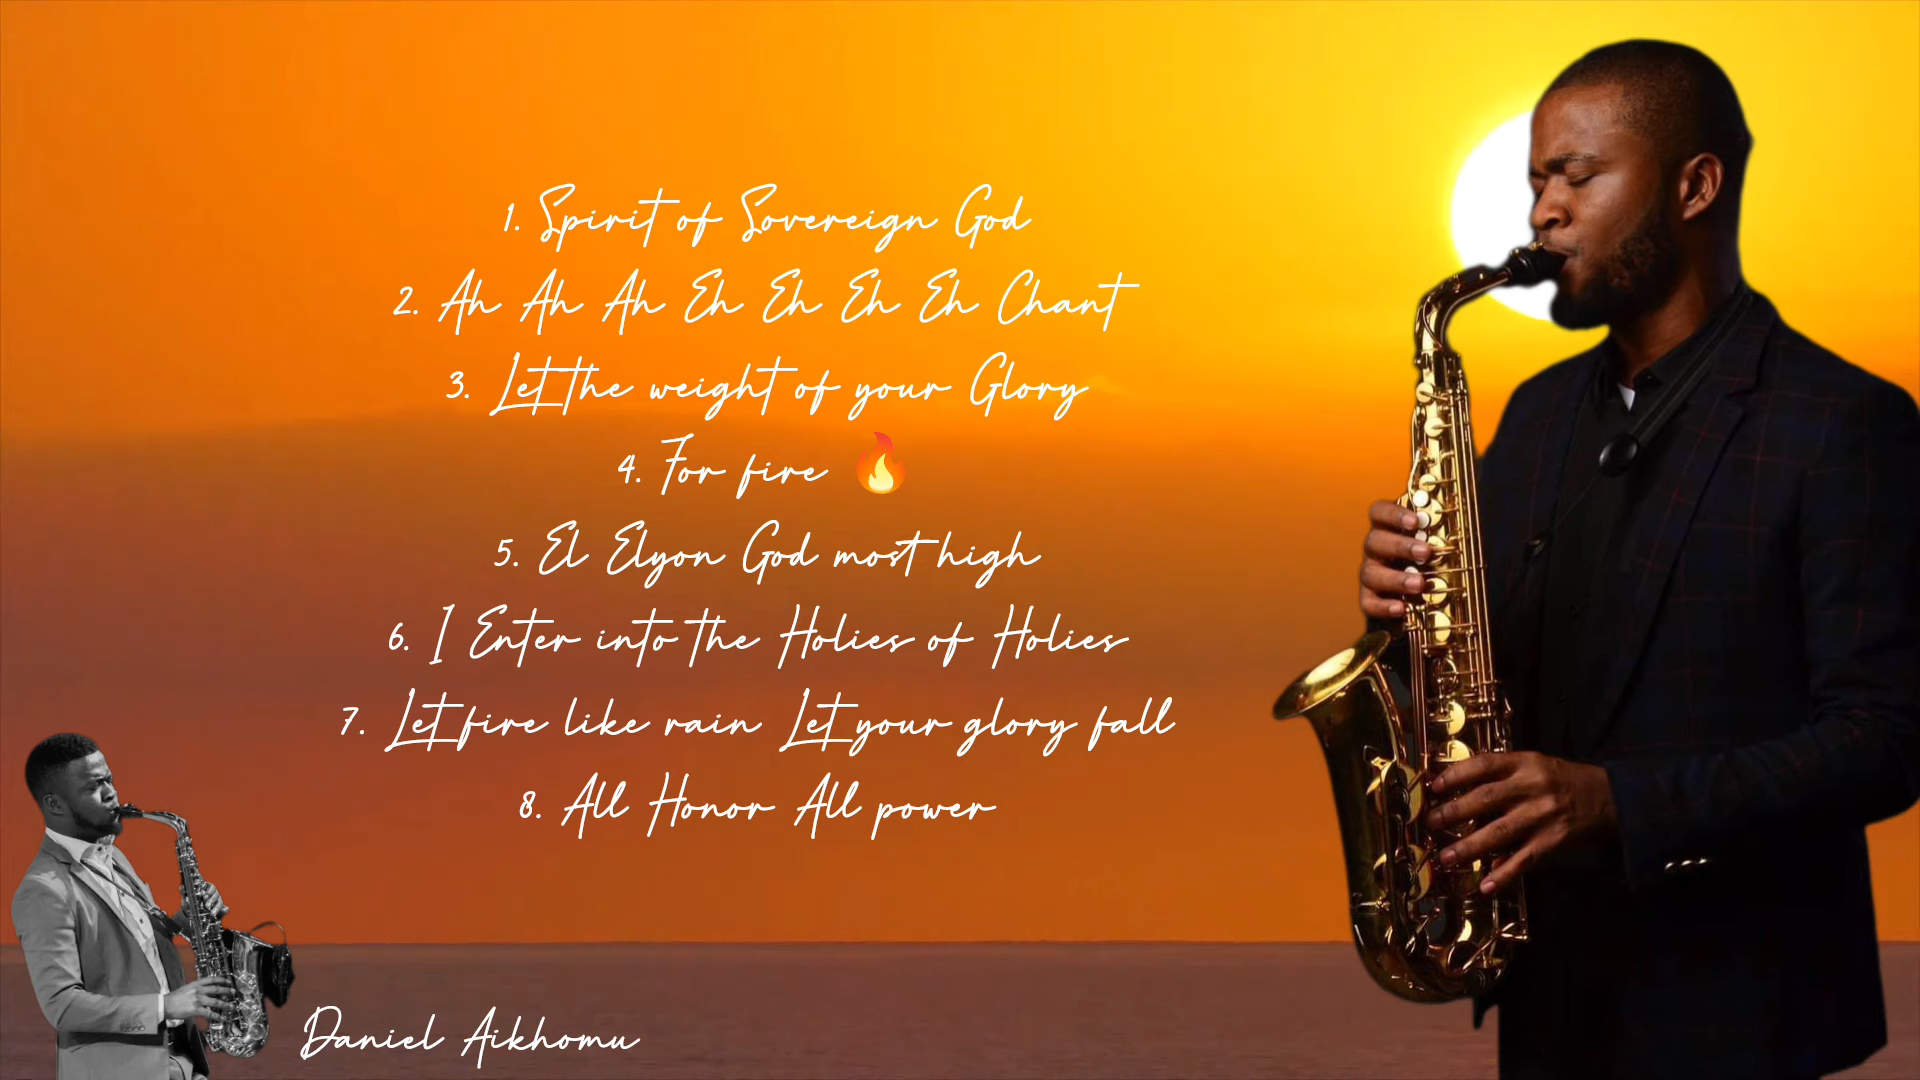 1. Spirit of Sovereign God
2. Ah Ah Ah Eh Eh Eh Eh Chant
3. Let the weight of your Glory
4. For fire 🔥
5. El Elyon God most high
6. I Enter into the Holies of Holies
7. Let fire like rain Let your glory fall
8. All Honor All power
Daniel Aikhomu